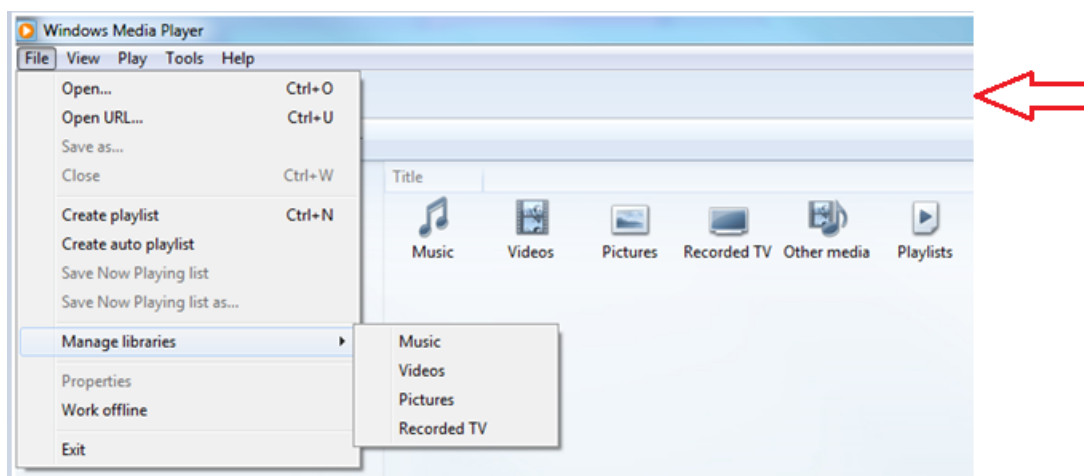 Windows Media Player
File View Play Tools Help
Open... Ctrl+O
Open URL... Ctrl+U
Save as...
Close Ctrl+W
Create playlist Ctrl+N
Create auto playlist
Save Now Playing list
Save Now Playing list as...
Manage libraries
Properties
Work offline
Exit
Music
Videos
Pictures
Recorded TV
Title
Music Videos Pictures Recorded TV Other media Playlists